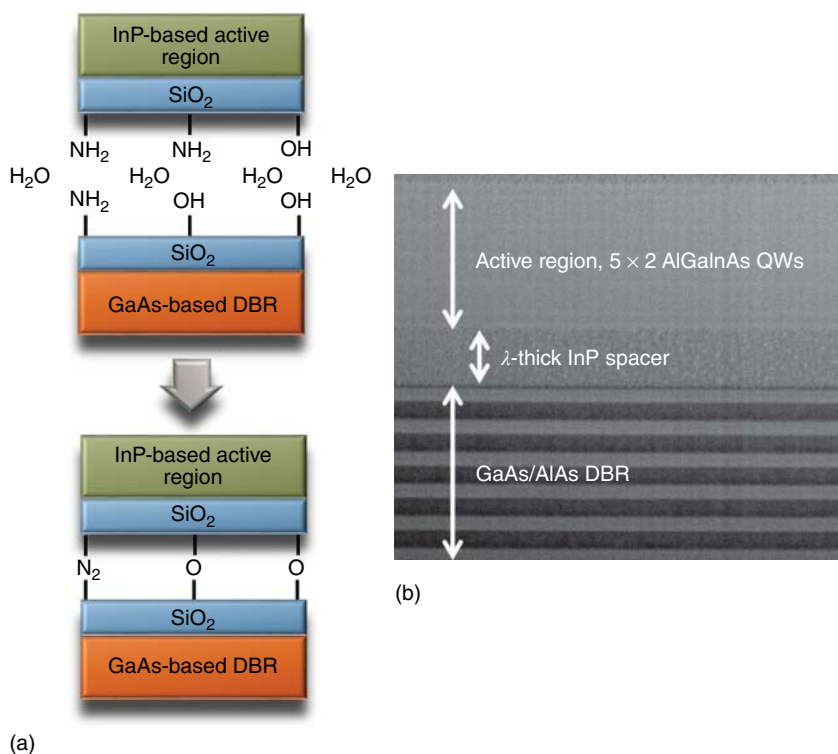 InP-based active
region
SiO₂
NH₂ NH₂ OH
H₂O H₂O H₂O H₂O
NH₂ OH OH
SiO₂
GaAs-based DBR
InP-based active
region
SiO₂
N₂ O O
SiO₂
GaAs-based DBR
(a)
Active region, 5 × 2 AlGaInAs QWs
λ-thick InP spacer
GaAs/AlAs DBR
(b)